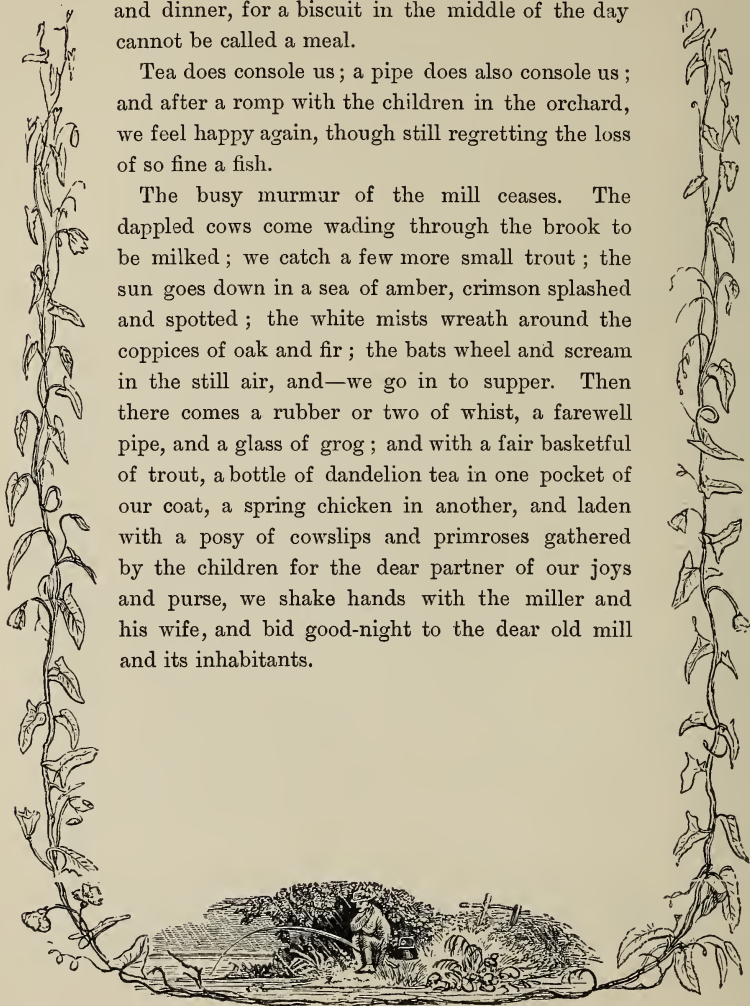 and dinner, for a biscuit in the middle of the day
cannot be called a meal.
Tea does console us ; a pipe does also console us ;
and after a romp with the children in the orchard,
we feel happy again, though still regretting the loss
of so fine a fish.
The busy murmur of the mill ceases. The
dappled cows come wading through the brook to
be milked ; we catch a few more small trout ; the
sun goes down in a sea of amber, crimson splashed
and spotted ; the white mists wreath around the
coppices of oak and fir ; the bats wheel and scream
in the still air, and—we go in to supper. Then
there comes a rubber or two of whist, a farewell
pipe, and a glass of grog ; and with a fair basketful
of trout, a bottle of dandelion tea in one pocket of
our coat, a spring chicken in another, and laden
with a posy of cowslips and primroses gathered
by the children for the dear partner of our joys
and purse, we shake hands with the miller and
his wife, and bid good-night to the dear old mill
and its inhabitants.